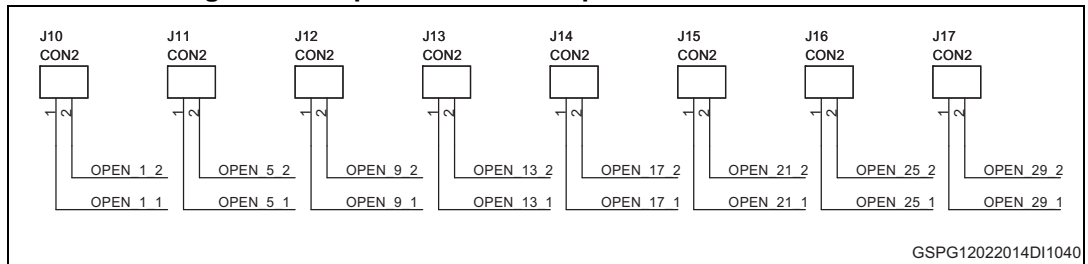 J10 J11 J12 J13 J14 J15 J16 J17
CON2 CON2 CON2 CON2 CON2 CON2 CON2 CON2
1 2 1 2 1 2 1 2 1 2 1 2 1 2 1 2
OPEN_1_2 OPEN_5_2 OPEN_9_2 OPEN_13_2 OPEN_17_2 OPEN_21_2 OPEN_25_2 OPEN_29_2
OPEN_1_1 OPEN_5_1 OPEN_9_1 OPEN_13_1 OPEN_17_1 OPEN_21_1 OPEN_25_1 OPEN_29_1
GSPG12022014DI1040